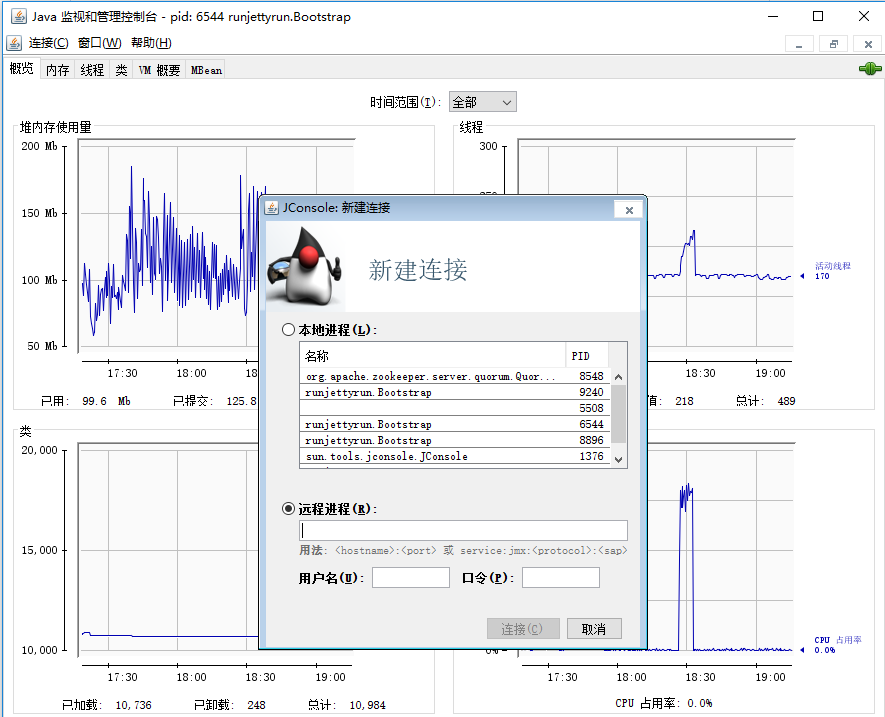 Java 监视和管理控制台 - pid: 6544 runjettyrun.Bootstrap
连接(C) 窗口(W) 帮助(H)
概览 内存 线程 类 VM 概要 MBean
时间范围(I): 全部
堆内存使用量
200 Mb
150 Mb
100 Mb
50 Mb
17:30 18:00 18
已用: 99.6 Mb 已提交: 125.8
线程
300
活动线程
170
18:30 19:00
值: 218 总计: 489
JConsole: 新建连接
新建连接
本地进程(L):
名称 PID
org.apache.zookeeper.server.quorum.Quor... 8548
runjettyrun.Bootstrap 9240
5508
runjettyrun.Bootstrap 6544
runjettyrun.Bootstrap 8896
sun.tools.jconsole.JConsole 1376
远程进程(R):
用法: <hostname>:<port> 或 service:jmx:<protocol>:<sap>
用户名(U): 口令(P):
连接(C) 取消
类
20,000
15,000
10,000
17:30 18:00 18:30 19:00
已加载: 10,736 已卸载: 248 总计: 10,984
0%
CPU 占用率
0.0%
17:30 18:00 18:30 19:00
CPU 占用率: 0.0%